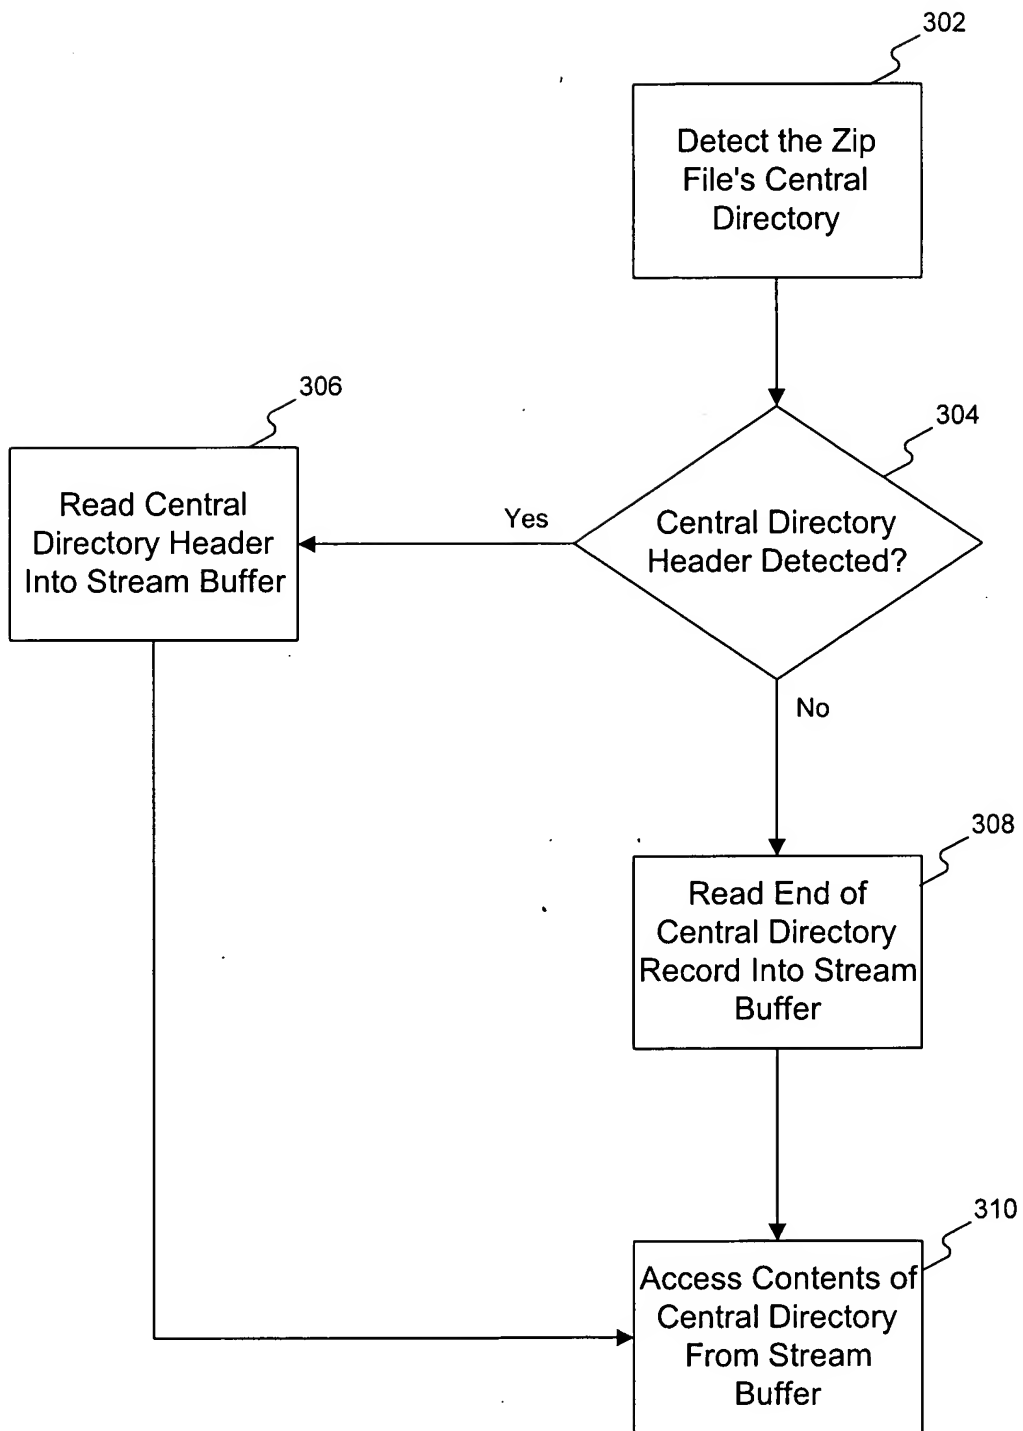 302
Detect the Zip
File's Central
Directory
306
304
Read Central
Directory Header
Into Stream Buffer
Yes
Central Directory
Header Detected?
No
308
Read End of
Central Directory
Record Into Stream
Buffer
310
Access Contents of
Central Directory
From Stream
Buffer